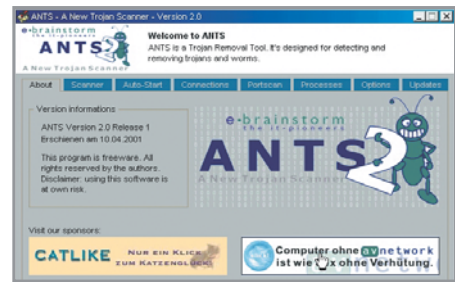 ANTS - A New Trojan Scanner - Version 2.0
e-brainstorm
the it-pioneers
ANTS2
A New Trojan Scanner
Welcome to ANTS
ANTS is a Trojan Removal Tool. It's designed for detecting and
removing trojans and worms.
About Scanner Auto-Start Connections Portscan Processes Options Updates
Version informations
ANTS Version 2.0 Release 1
Erschienen am 10.04.2001
This program is freeware. All
rights reserved by the authors.
Disclaimer: using this software is
at own risk.
e-brainstorm
the it-pioneers
ANTS2
A New Trojan Scanner
Visit our sponsors:
CATLIKE
NUR EIN KLICK
ZUM KATZENGLÜCK!
Computer ohne avnetwork
ist wie x ohne Verhütung.